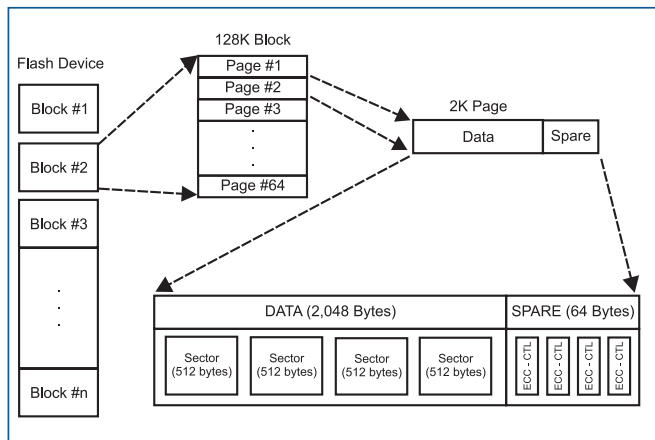 Flash Device
Block #1
Block #2
Block #3
.
.
.
Block #n
128K Block
Page #1
Page #2
Page #3
.
.
.
Page #64
2K Page
Data
Spare
DATA (2,048 Bytes)
SPARE (64 Bytes)
Sector
(512 bytes)
Sector
(512 bytes)
Sector
(512 bytes)
Sector
(512 bytes)
ECC - CTL
ECC - CTL
ECC - CTL
ECC - CTL